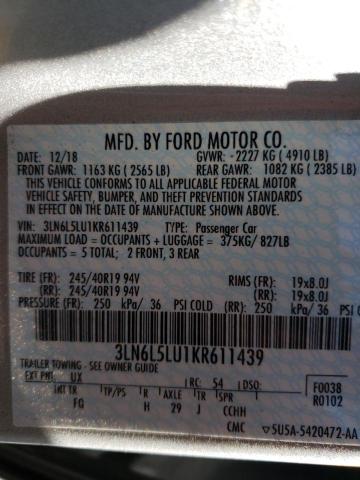 MFD. BY FORD MOTOR CO.
DATE: 12/18 GVWR: -2227 KG ( 4910 LB)
FRONT GAWR: 1163 KG ( 2565 LB) REAR GAWR: 1082 KG ( 2385 LB)
THIS VEHICLE CONFORMS TO ALL APPLICABLE FEDERAL MOTOR
VEHICLE SAFETY, BUMPER, AND THEFT PREVENTION STANDARDS
IN EFFECT ON THE DATE OF MANUFACTURE SHOWN ABOVE.
VIN: 3LN6L5LU1KR611439 TYPE: Passenger Car
MAXIMUM LOAD = OCCUPANTS + LUGGAGE = 375KG/ 827LB
OCCUPANTS = 5 TOTAL; 2 FRONT, 3 REAR
TIRE (FR): 245/40R19 94V RIMS (FR): 19x8.0J
(RR): 245/40R19 94V (RR): 19x8.0J
PRESSURE (FR): 250 kPa/ 36 PSI COLD (RR): 250 kPa/ 36
3LN6L5LU1KR611439
TRAILER TOWING - SEE OWNER GUIDE
EXT PNT: UX RC: 54 DSO: F0038
INT TR TP/PS R AXLE TR SPR R0102
FQ H 29 J CCHH
CMC 5U5A-5420472-AA